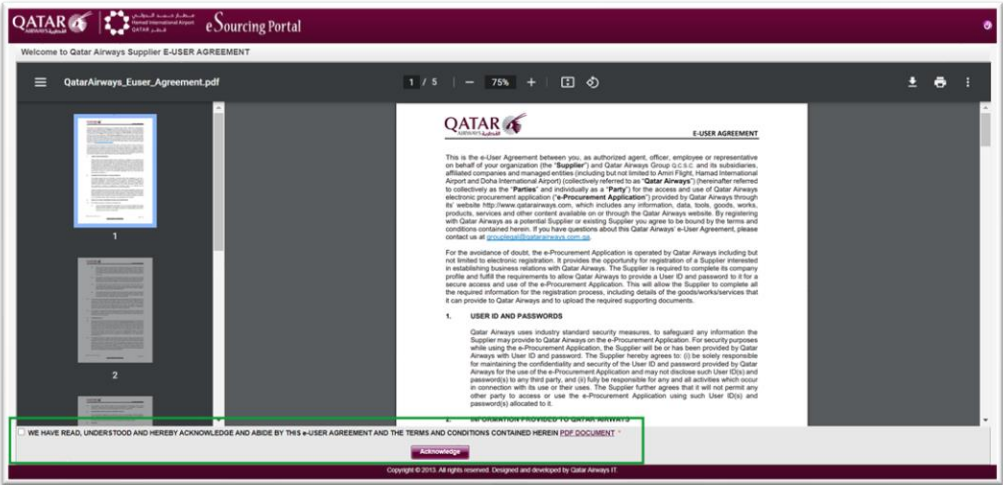 QATAR
AIRWAYS القطرية
Hamad International Airport
QATAR قطر
eSourcing Portal
Welcome to Qatar Airways Supplier E-USER AGREEMENT
QatarAirways_Euser_Agreement.pdf
1 / 5
75%
QATAR
AIRWAYS القطرية
E-USER AGREEMENT
This is the e-User Agreement between you, as authorized agent, officer, employee or representative
on behalf of your organization (the "Supplier") and Qatar Airways Group Q.C.S.C. and its subsidiaries,
affiliated companies and managed entities (including but not limited to Amiri Flight, Hamad International
Airport and Doha International Airport) (collectively referred to as "Qatar Airways") (hereinafter referred
to collectively as the "Parties" and individually as a "Party") for the access and use of Qatar Airways
electronic procurement application ("e-Procurement Application") provided by Qatar Airways through
its' website http://www.qatarairways.com, which includes any information, data, tools, goods, works,
products, services and other content available on or through the Qatar Airways website. By registering
with Qatar Airways as a potential Supplier or existing Supplier you agree to be bound by the terms and
conditions contained herein. If you have questions about this Qatar Airways' e-User Agreement, please
contact us at grouplegal@qatarairways.com.qa.
For the avoidance of doubt, the e-Procurement Application is operated by Qatar Airways including but
not limited to electronic registration. It provides the opportunity for registration of a Supplier interested
in establishing business relations with Qatar Airways. The Supplier is required to complete its company
profile and fulfill the requirements to allow Qatar Airways to provide a User ID and password to it for a
secure access and use of the e-Procurement Application. This will allow the Supplier to complete all
the required information for the registration process, including details of the goods/works/services that
it can provide to Qatar Airways and to upload the required supporting documents.
1. USER ID AND PASSWORDS
Qatar Airways uses industry standard security measures, to safeguard any information the
Supplier may provide to Qatar Airways on the e-Procurement Application. For security purposes
while using the e-Procurement Application, the Supplier will be or has been provided by Qatar
Airways with User ID and password. The Supplier hereby agrees to: (i) be solely responsible
for maintaining the confidentiality and security of the User ID and password provided by Qatar
Airways for the use of the e-Procurement Application and may not disclose such User ID(s) and
password(s) to any third party, and (ii) fully be responsible for any and all activities which occur
in connection with its use or their uses. The Supplier further agrees that it will not permit any
other party to access or use the e-Procurement Application using such User ID(s) and
password(s) allocated to it.
2. INFORMATION PROVIDED TO QATAR AIRWAYS
1
2
WE HAVE READ, UNDERSTOOD AND HEREBY ACKNOWLEDGE AND ABIDE BY THIS e-USER AGREEMENT AND THE TERMS AND CONDITIONS CONTAINED HEREIN PDF DOCUMENT *
Acknowledge
Copyright © 2013. All rights reserved. Designed and developed by Qatar Airways IT.